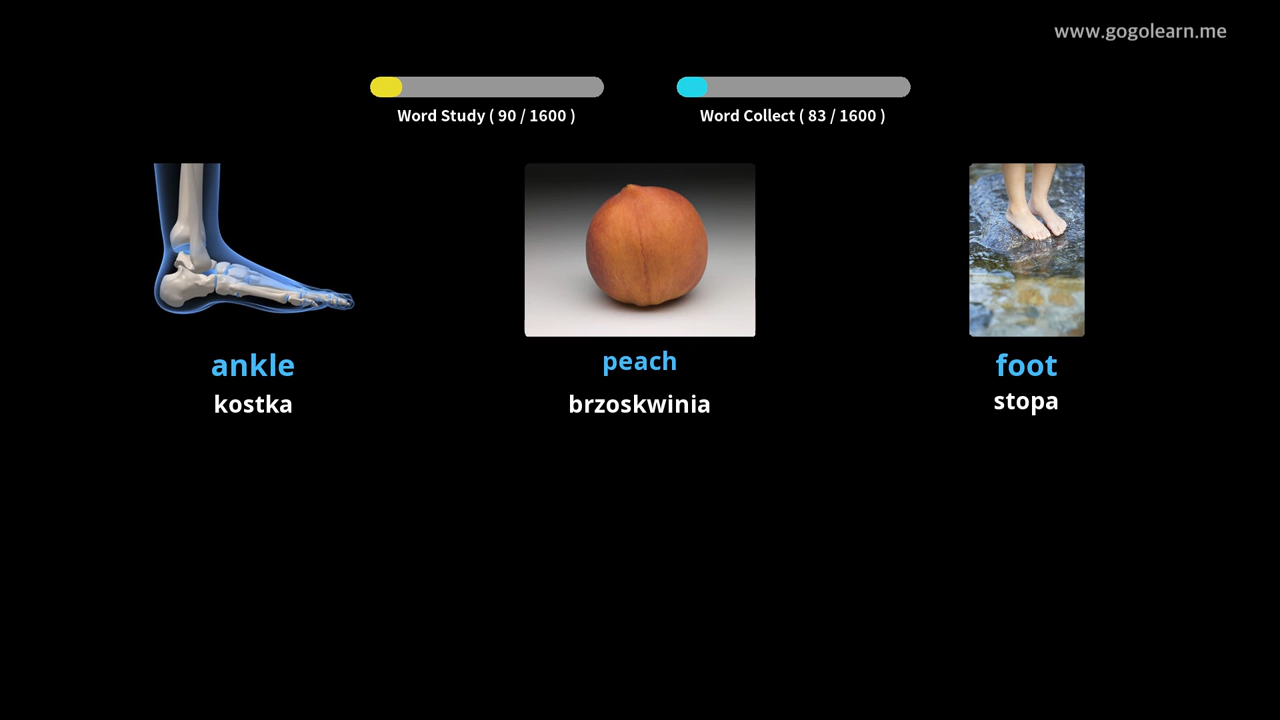 www.gogolearn.me
Word Study ( 90 / 1600 )
Word Collect ( 83 / 1600 )
ankle
kostka
peach
brzoskwinia
foot
stopa